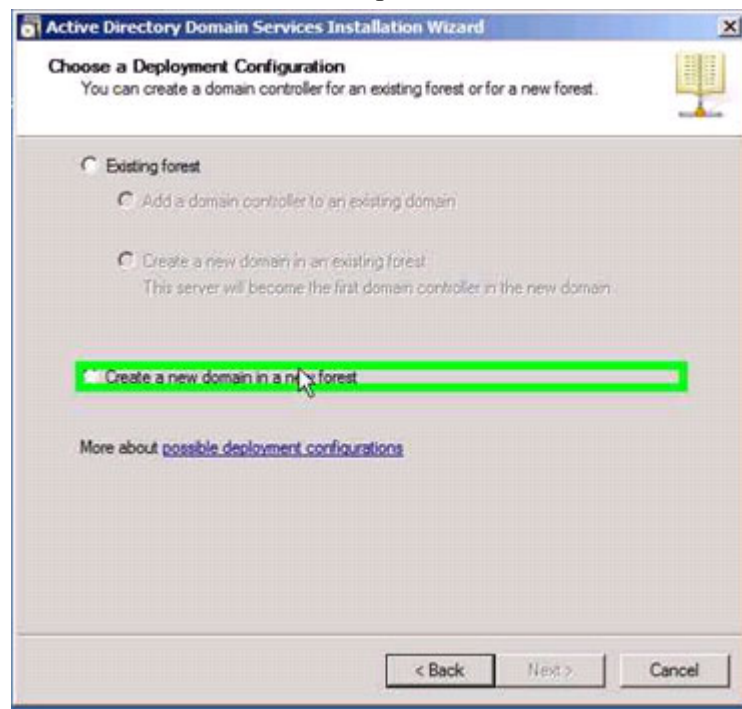 Active Directory Domain Services Installation Wizard
Choose a Deployment Configuration
You can create a domain controller for an existing forest or for a new forest.
Existing forest
Add a domain controller to an existing domain
Create a new domain in an existing forest
This server will become the first domain controller in the new domain.
Create a new domain in a new forest
More about possible deployment configurations
< Back
Next >
Cancel